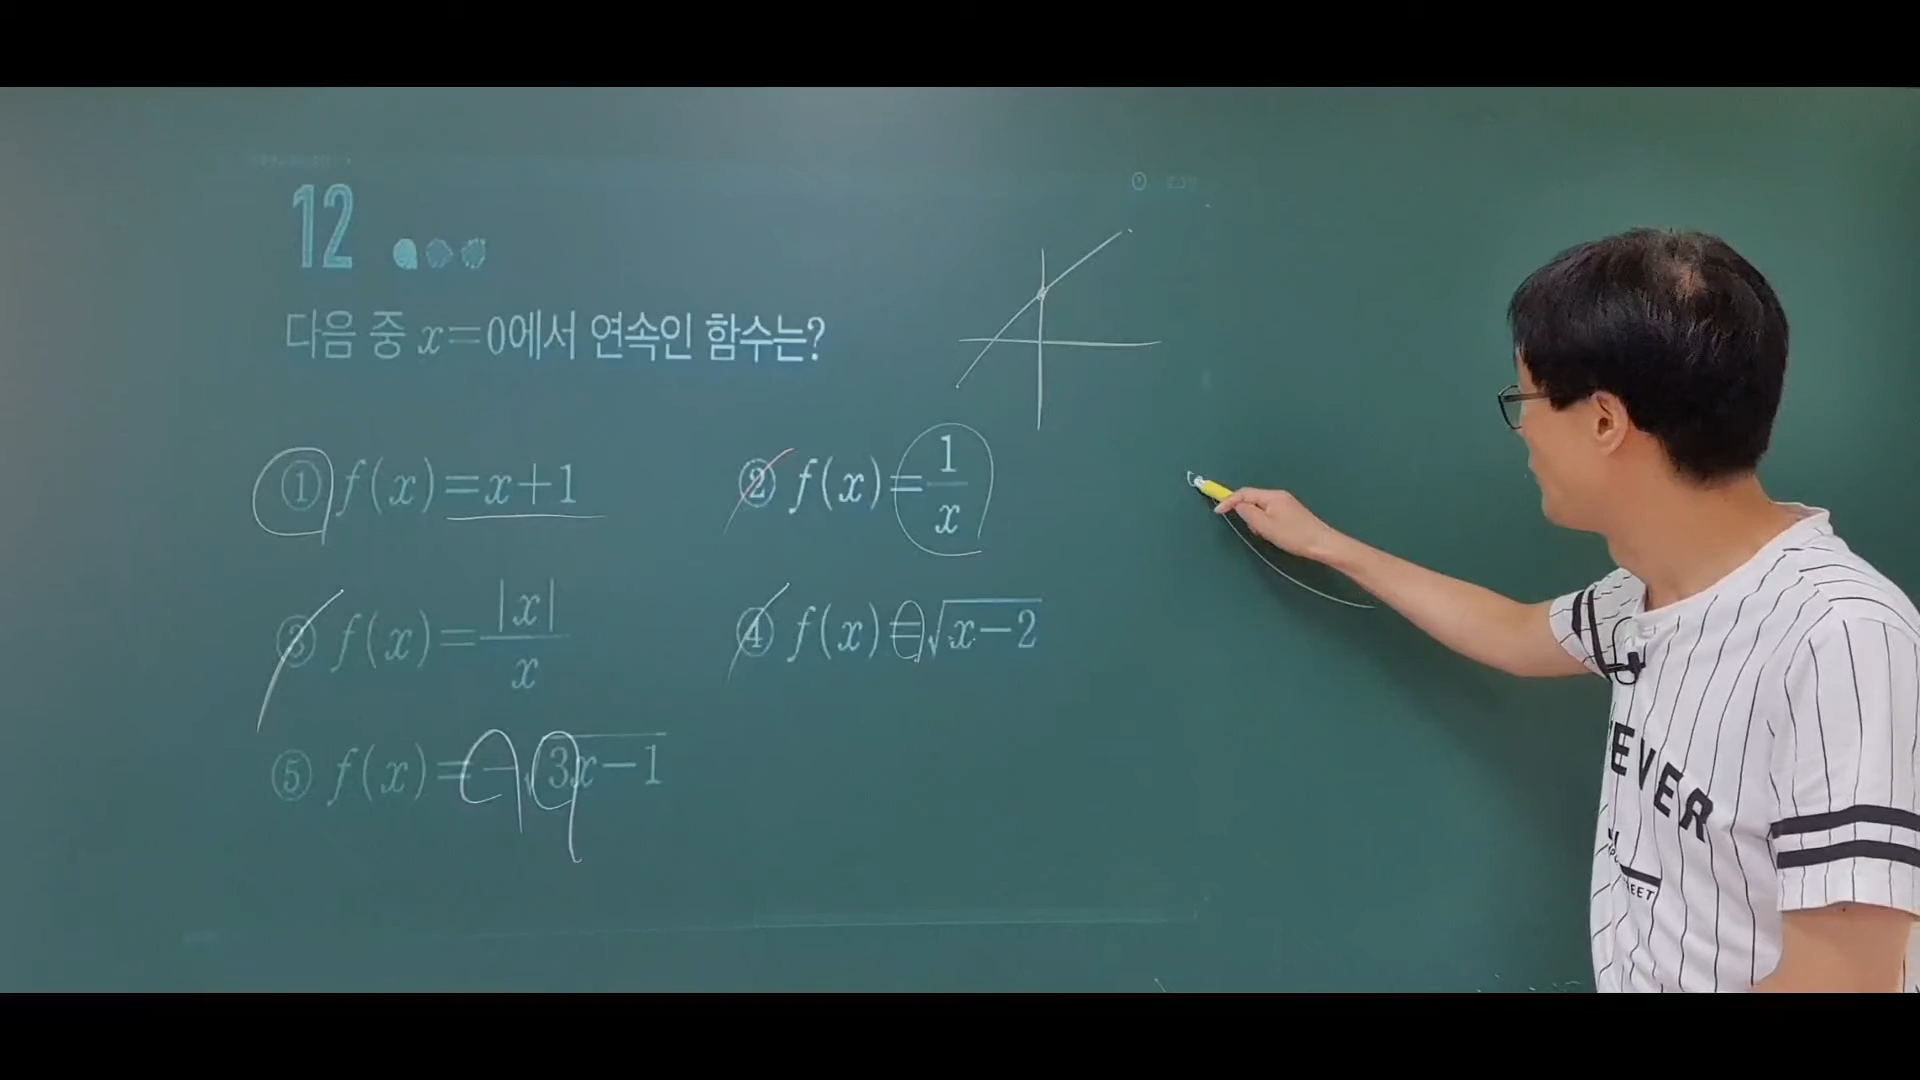 12
다음 중 x=0에서 연속인 함수는?
① f(x)=x+1
② f(x)=1/x
③ f(x)=|x|/x
④ f(x)=√x−2
⑤ f(x)=−√3x−1
EVER